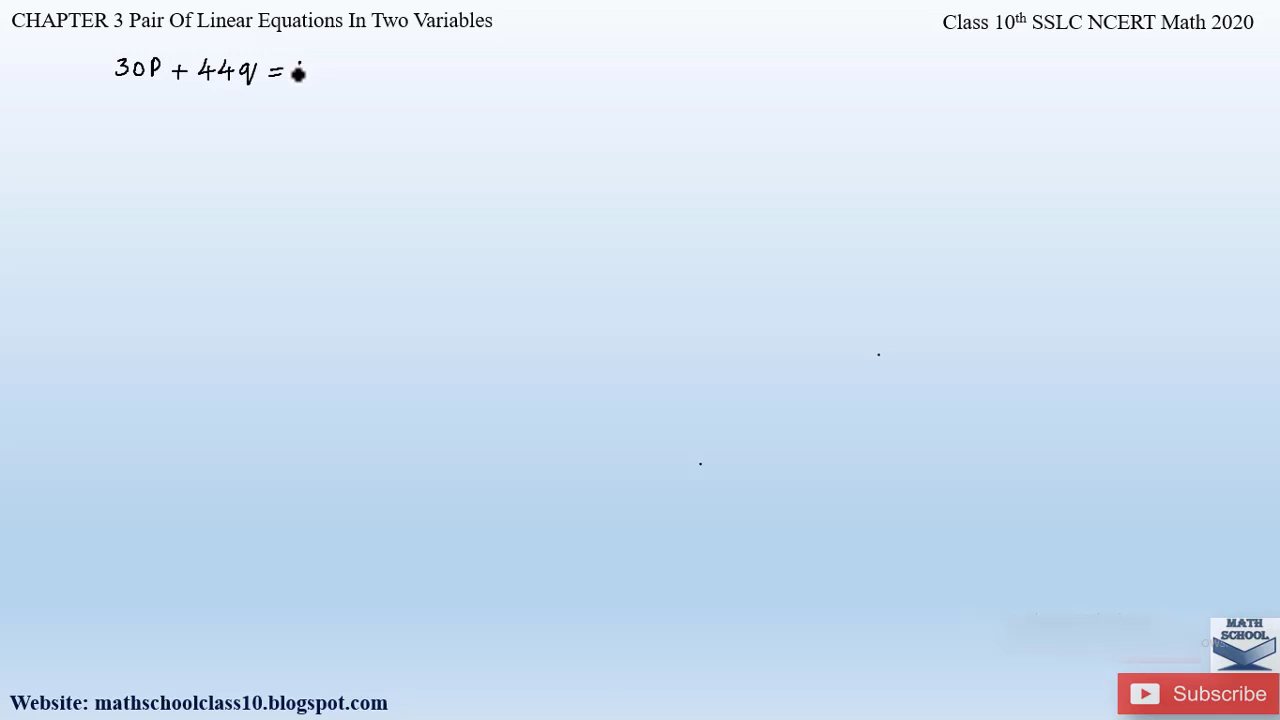 CHAPTER 3 Pair Of Linear Equations In Two Variables
Class 10th SSLC NCERT Math 2020
30p + 44q =
MATH
SCHOOL
Subscribe
Website: mathschoolclass10.blogspot.com